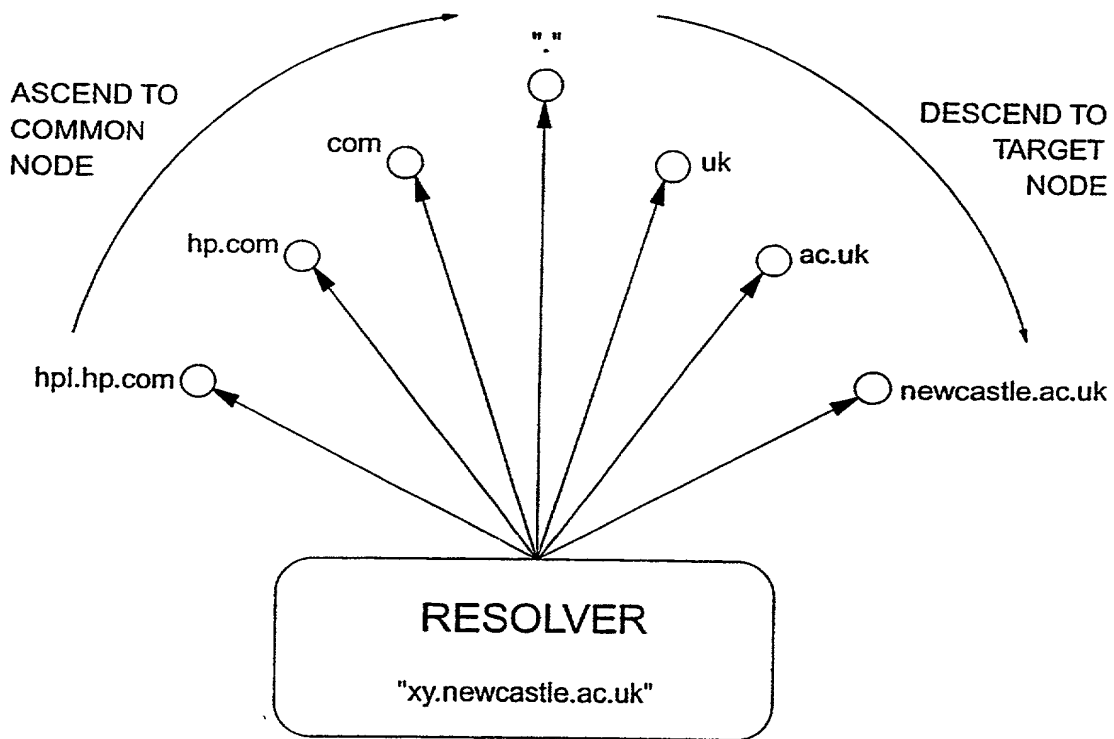 "."
ASCEND TO
COMMON
NODE
DESCEND TO
TARGET
NODE
com
uk
hp.com
ac.uk
hpl.hp.com
newcastle.ac.uk
RESOLVER
"xy.newcastle.ac.uk"